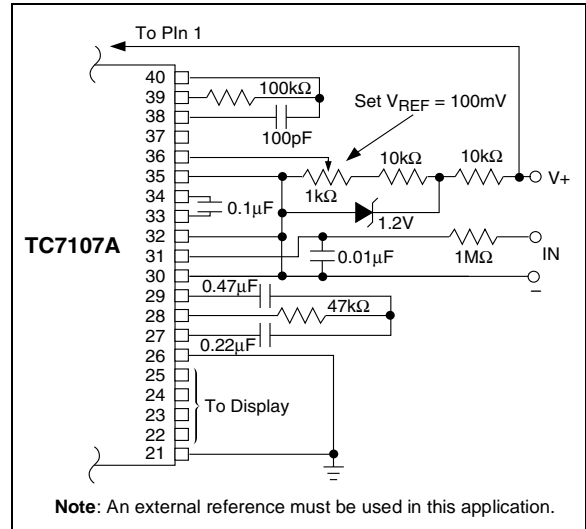 To PIn 1
40
39
38
37
36
35
34
33
32
31
30
29
28
27
26
25
24
23
22
21
TC7107A
100kΩ
100pF
Set VREF = 100mV
10kΩ
10kΩ
V+
1kΩ
0.1μF
1.2V
IN
0.01μF
1MΩ
–
0.47μF
47kΩ
0.22μF
To Display
Note: An external reference must be used in this application.